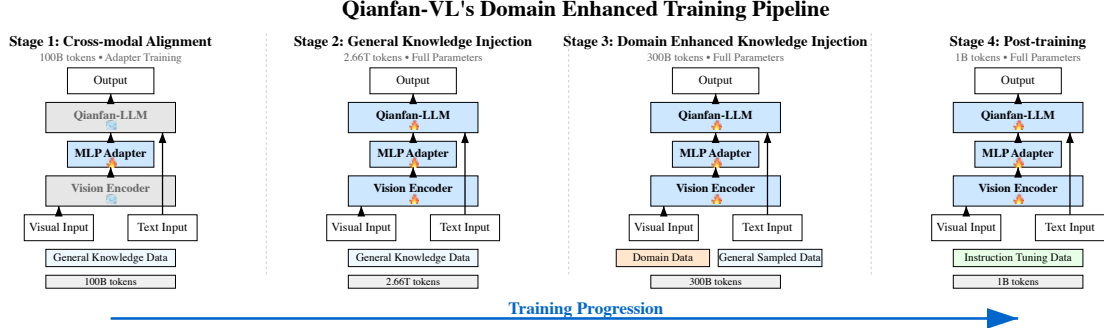 Qianfan-VL's Domain Enhanced Training Pipeline
Stage 1: Cross-modal Alignment
100B tokens • Adapter Training
Output
Qianfan-LLM
MLP Adapter
Vision Encoder
Visual Input
Text Input
General Knowledge Data
100B tokens
Stage 2: General Knowledge Injection
2.66T tokens • Full Parameters
Output
Qianfan-LLM
MLP Adapter
Vision Encoder
Visual Input
Text Input
General Knowledge Data
2.66T tokens
Stage 3: Domain Enhanced Knowledge Injection
300B tokens • Full Parameters
Output
Qianfan-LLM
MLP Adapter
Vision Encoder
Visual Input
Text Input
Domain Data
General Sampled Data
300B tokens
Stage 4: Post-training
1B tokens • Full Parameters
Output
Qianfan-LLM
MLP Adapter
Vision Encoder
Visual Input
Text Input
Instruction Tuning Data
1B tokens
Training Progression